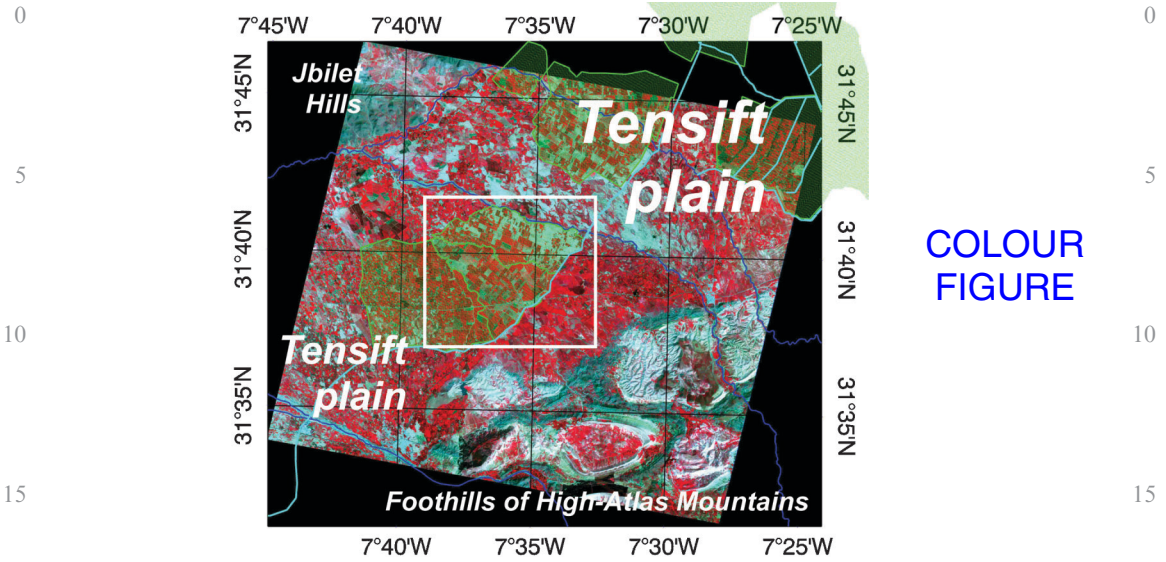 0
0
7°45'W 7°40'W 7°35'W 7°30'W 7°25'W
31°45'N
31°45'N
Jbilet
Hills
Tensift
plain
5
5
31°40'N
31°40'N
COLOUR
FIGURE
10
10
Tensift
plain
31°35'N
31°35'N
15
15
Foothills of High-Atlas Mountains
7°40'W 7°35'W 7°30'W 7°25'W